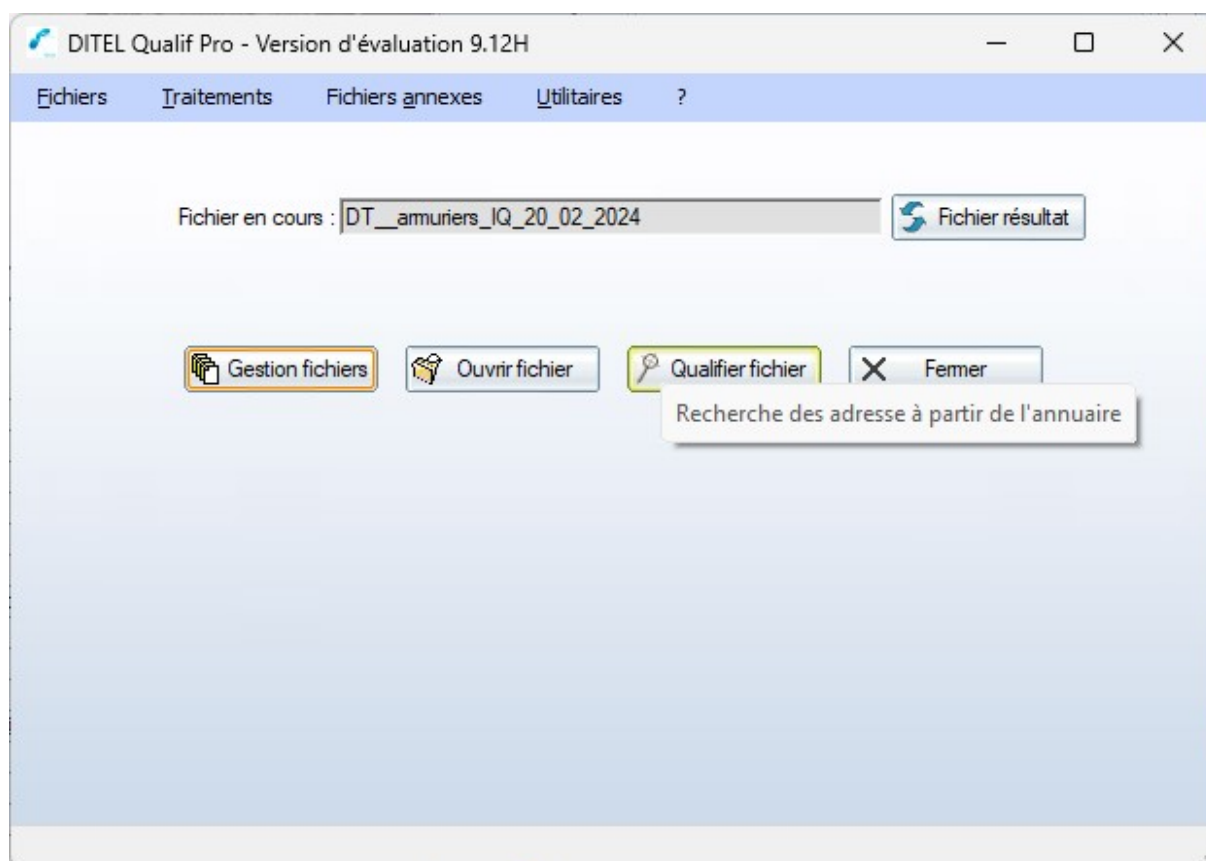 DITEL Qualif Pro - Version d'évaluation 9.12H
Fichiers Traitements Fichiers annexes Utilitaires ?
Fichier en cours : DT__armuriers_IQ_20_02_2024 Fichier résultat
Gestion fichiers Ouvrir fichier Qualifier fichier Fermer
Recherche des adresse à partir de l'annuaire